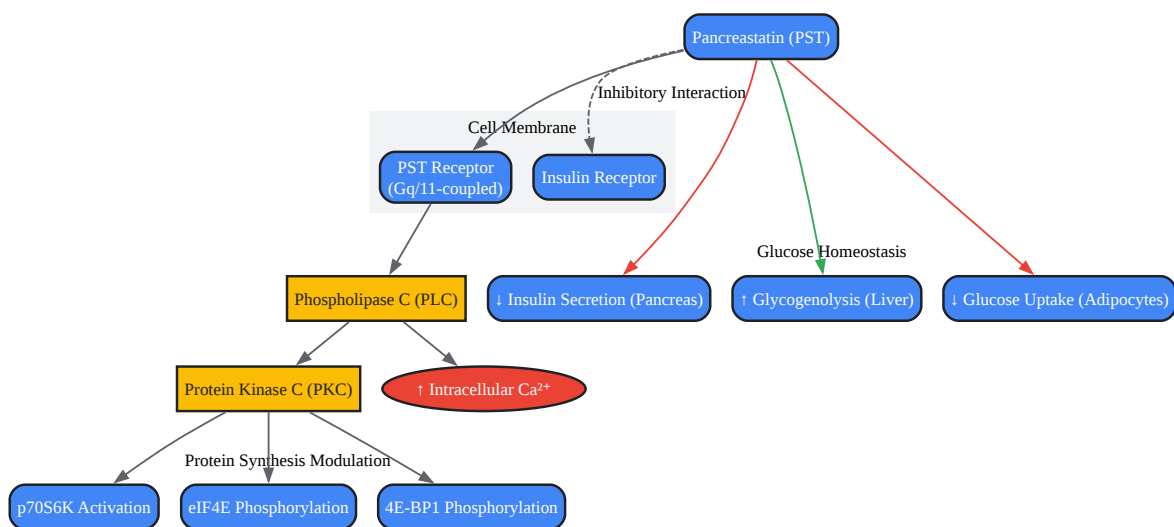 Pancreastatin (PST)
Inhibitory Interaction
Cell Membrane
PST Receptor
(Gq/11-coupled)
Insulin Receptor
Glucose Homeostasis
Phospholipase C (PLC)
↓ Insulin Secretion (Pancreas)
↑ Glycogenolysis (Liver)
↓ Glucose Uptake (Adipocytes)
Protein Kinase C (PKC)
↑ Intracellular Ca²⁺
Protein Synthesis Modulation
p70S6K Activation
eIF4E Phosphorylation
4E-BP1 Phosphorylation